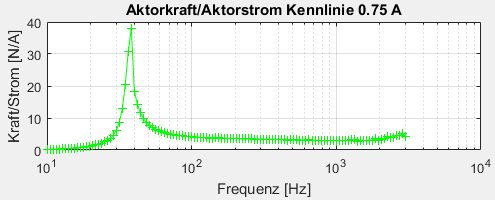 Aktorkraft/Aktorstrom Kennlinie 0.75 A
Kraft/Strom [N/A]
40
30
20
10
0
10^1 10^2 10^3 10^4
Frequenz [Hz]